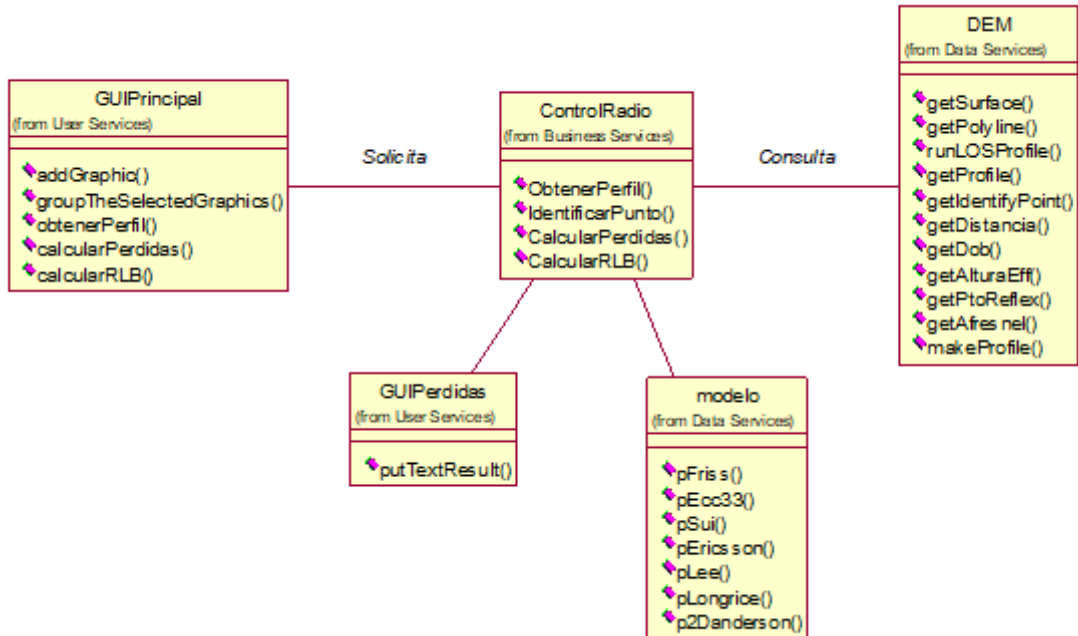 GUIPrincipal
(from User Services)
addGraphic()
groupTheSelectedGraphics()
obtenerPerfil()
calcularPerdidas()
calcularRLB()
Solicita
ControlRadio
(from Business Services)
ObtenerPerfil()
IdentificarPunto()
CalcularPerdidas()
CalcularRLB()
Consulta
DEM
(from Data Services)
getSurface()
getPolyline()
runLOSProfile()
getProfile()
getIdentifyPoint()
getDistancia()
getDob()
getAlturaEff()
getPtoReflex()
getAfresnel()
makeProfile()
GUIPerdidas
(from User Services)
putTextResult()
modelo
(from Data Services)
pFriss()
pEcc33()
pSui()
pEricsson()
pLee()
pLongrice()
p2Danderson()